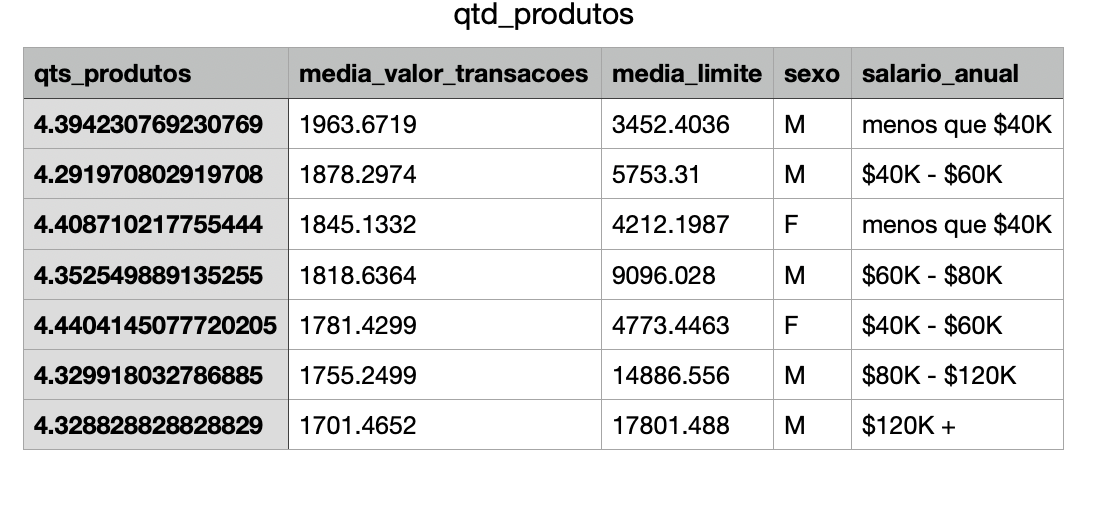 qtd_produtos
qts_produtos media_valor_transacoes media_limite sexo salario_anual
4.394230769230769 1963.6719 3452.4036 M menos que $40K
4.291970802919708 1878.2974 5753.31 M $40K - $60K
4.408710217755444 1845.1332 4212.1987 F menos que $40K
4.352549889135255 1818.6364 9096.028 M $60K - $80K
4.4404145077720205 1781.4299 4773.4463 F $40K - $60K
4.329918032786885 1755.2499 14886.556 M $80K - $120K
4.328828828828829 1701.4652 17801.488 M $120K +